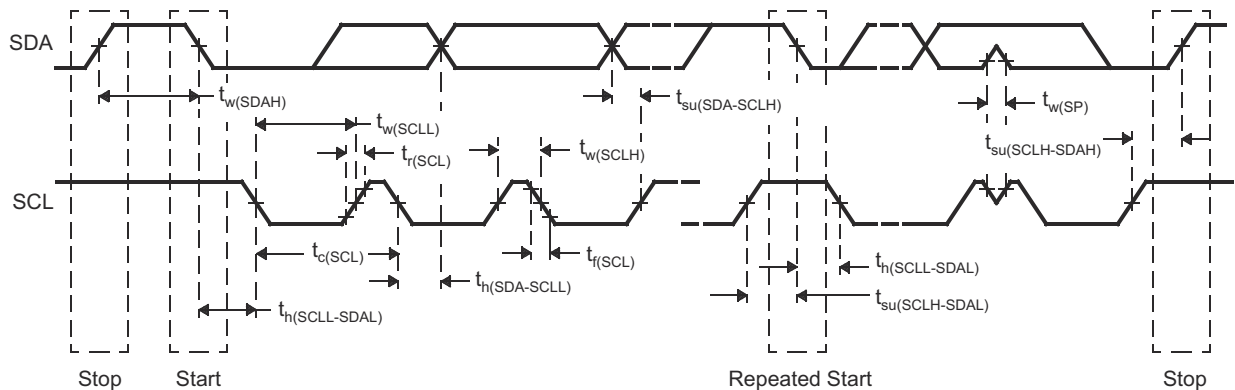 SDA
t_w(SDAH)
t_su(SDA-SCLH)
t_w(SP)
t_w(SCLL)
t_r(SCL)
t_w(SCLH)
t_su(SCLH-SDAH)
SCL
t_c(SCL)
t_f(SCL)
t_h(SDA-SCLL)
t_h(SCLL-SDAL)
t_h(SCLL-SDAL)
t_su(SCLH-SDAL)
Stop
Start
Repeated Start
Stop